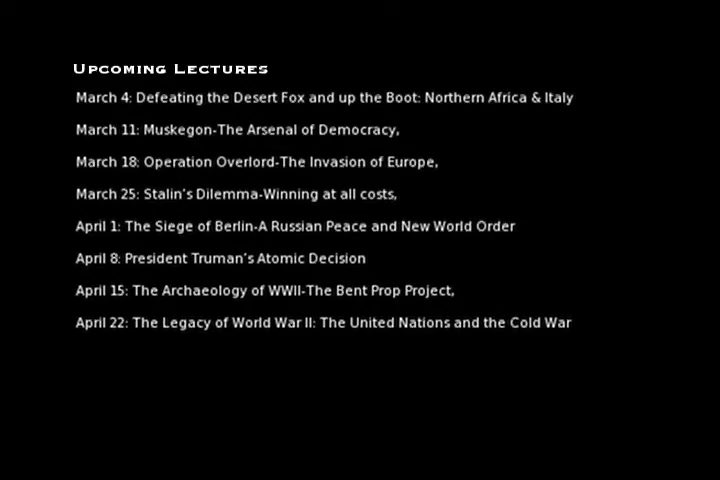 Upcoming Lectures
March 4: Defeating the Desert Fox and up the Boot: Northern Africa & Italy
March 11: Muskegon-The Arsenal of Democracy,
March 18: Operation Overlord-The Invasion of Europe,
March 25: Stalin's Dilemma-Winning at all costs,
April 1: The Siege of Berlin-A Russian Peace and New World Order
April 8: President Truman's Atomic Decision
April 15: The Archaeology of WWII-The Bent Prop Project,
April 22: The Legacy of World War II: The United Nations and the Cold War